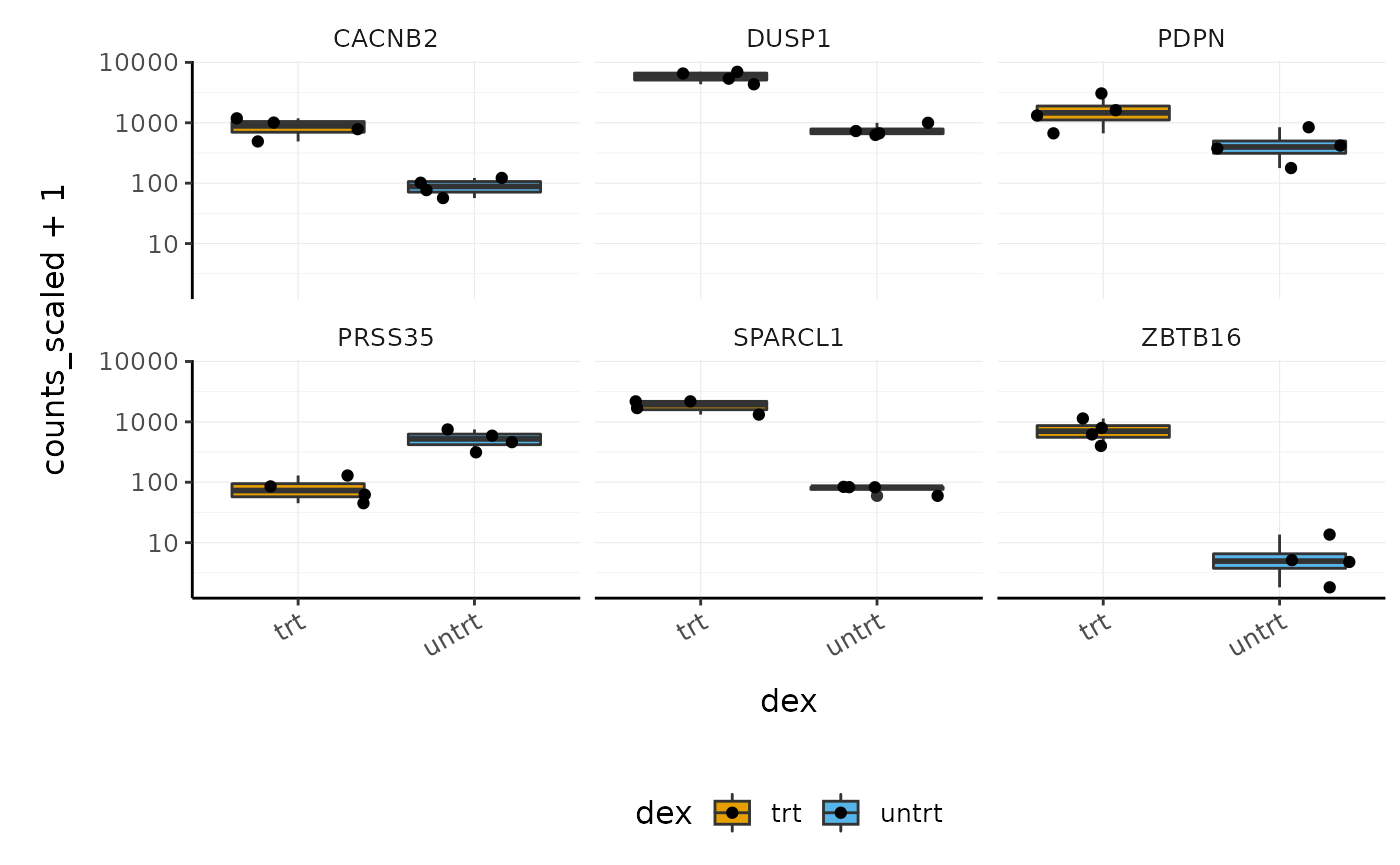 CACNB2 DUSP1 PDPN
10000
1000
100
10
PRSS35 SPARCL1 ZBTB16
10000
1000
100
10
counts_scaled + 1
trt untrt trt untrt trt untrt
dex
dex trt untrt